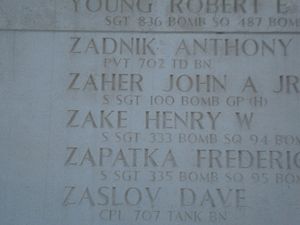 YOUNG ROBERT E
SGT 836 BOMB SQ 487 BOMB
ZADNIK ANTHONY
PVT 702 TD BN
ZAHER JOHN A JR
S SGT 100 BOMB GP (H)
ZAKE HENRY W
S SGT 333 BOMB SQ 94 BOM
ZAPATKA FREDERIC
S SGT 335 BOMB SQ 95 BOM
ZASLOV DAVE
CPL 707 TANK BN